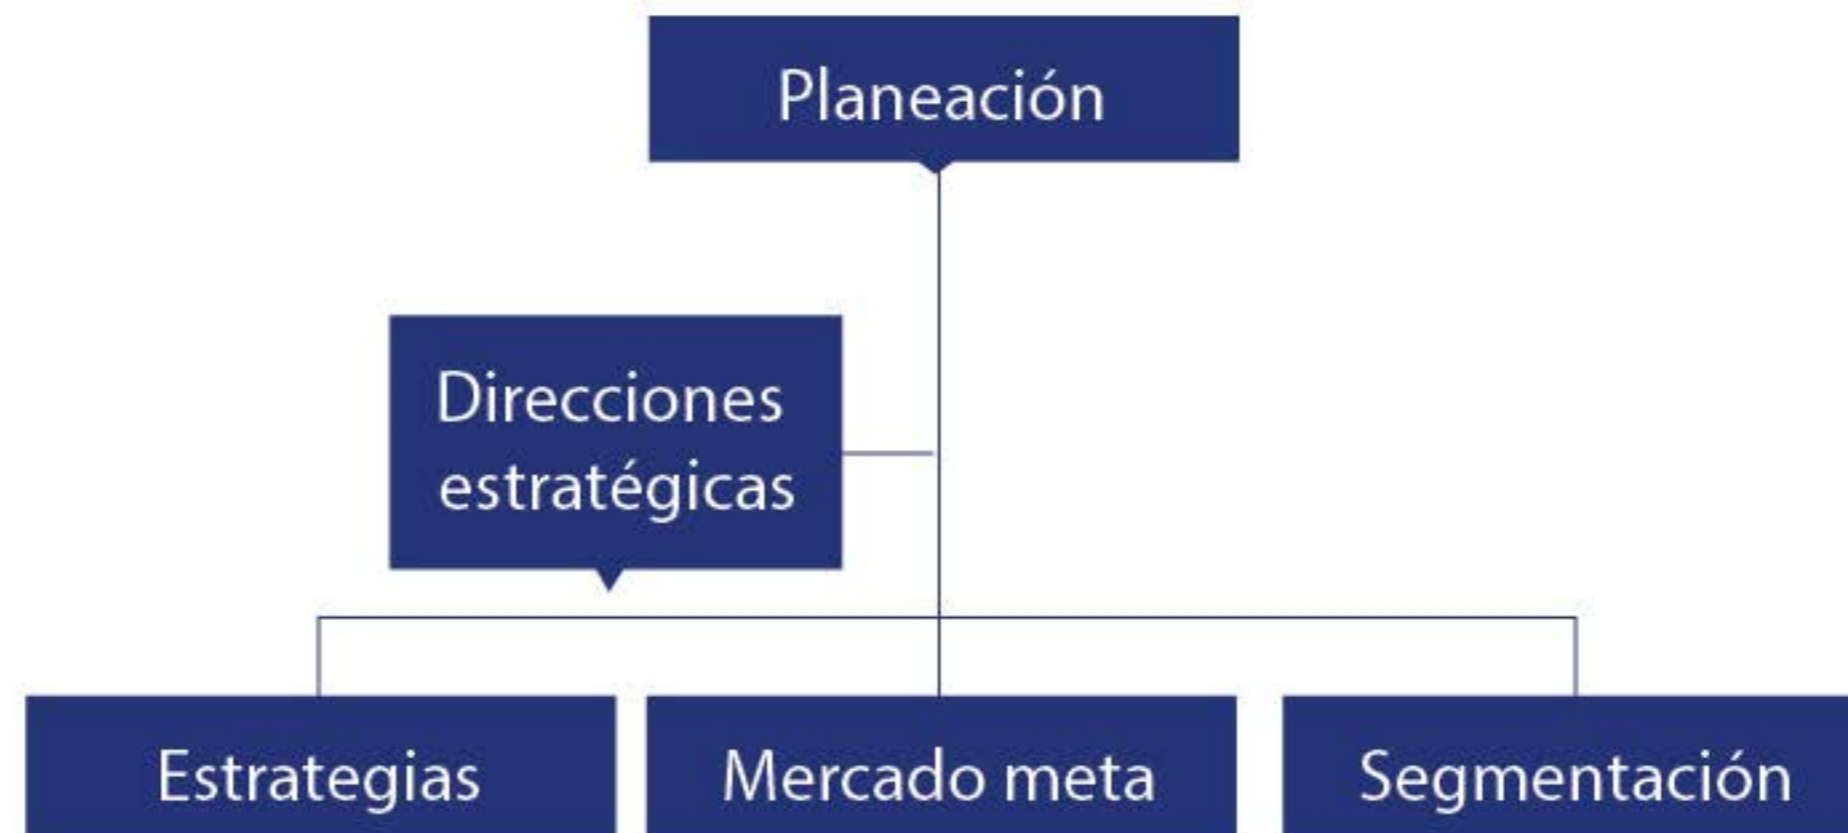 Planeación
Direcciones
estratégicas
Estrategias
Mercado meta
Segmentación